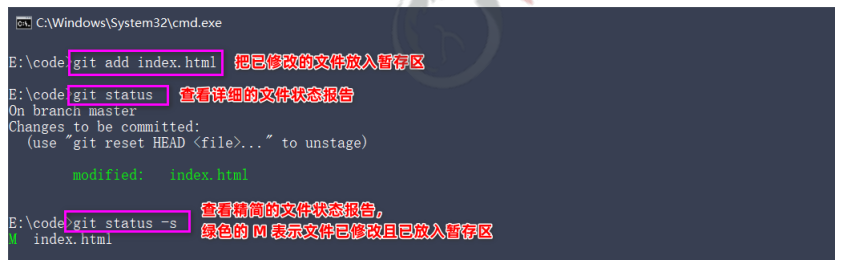 C:\Windows\System32\cmd.exe
E:\code>git add index.html 把已修改的文件放入暂存区
E:\code>git status 查看详细的文件状态报告
On branch master
Changes to be committed:
(use "git reset HEAD <file>..." to unstage)
modified: index.html
查看精简的文件状态报告，
E:\code>git status -s 绿色的 M 表示文件已修改且已放入暂存区
M index.html